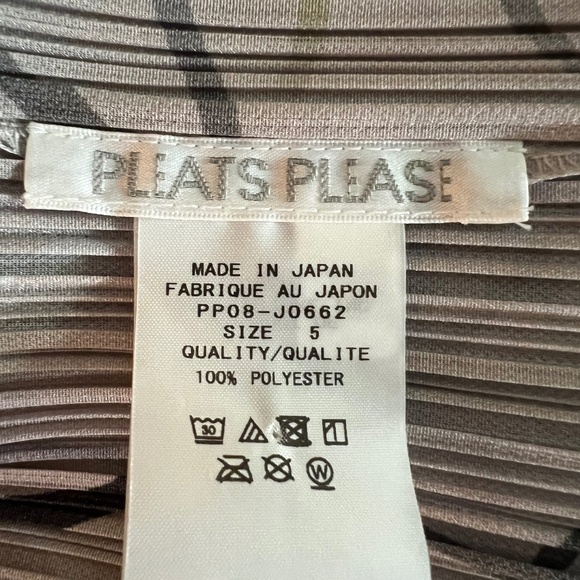 PLEATS PLEASE
MADE IN JAPAN
FABRIQUE AU JAPON
PP08-J0662
SIZE 5
QUALITY/QUALITE
100% POLYESTER
30
W